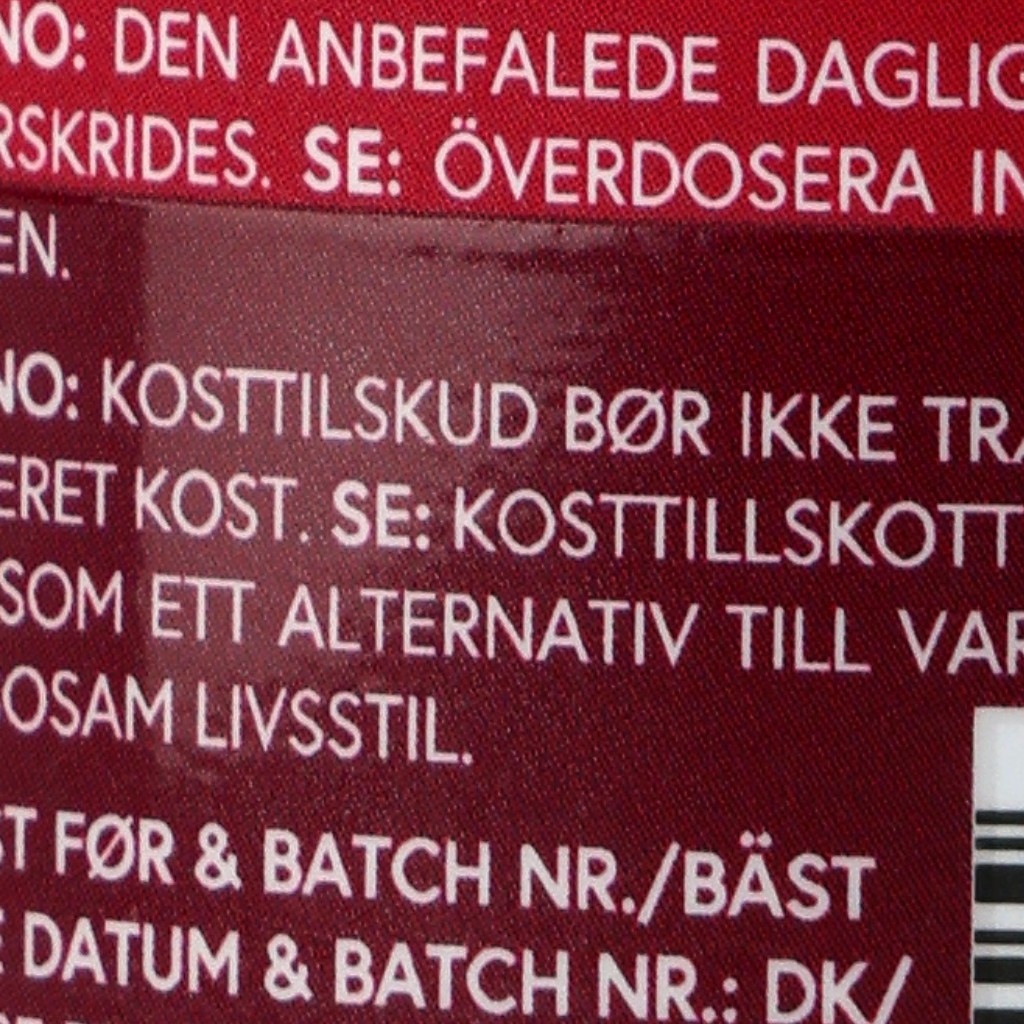 NO: DEN ANBEFALEDE DAGLIG
RSKRIDES. SE: ÖVERDOSERA IN
EN.
NO: KOSTTILSKUD BØR IKKE TRA
ERET KOST. SE: KOSTTILLSKOTT
SOM ETT ALTERNATIV TILL VAR
OSAM LIVSSTIL.
ST FØR & BATCH NR./BÄST
E DATUM & BATCH NR.: DK/